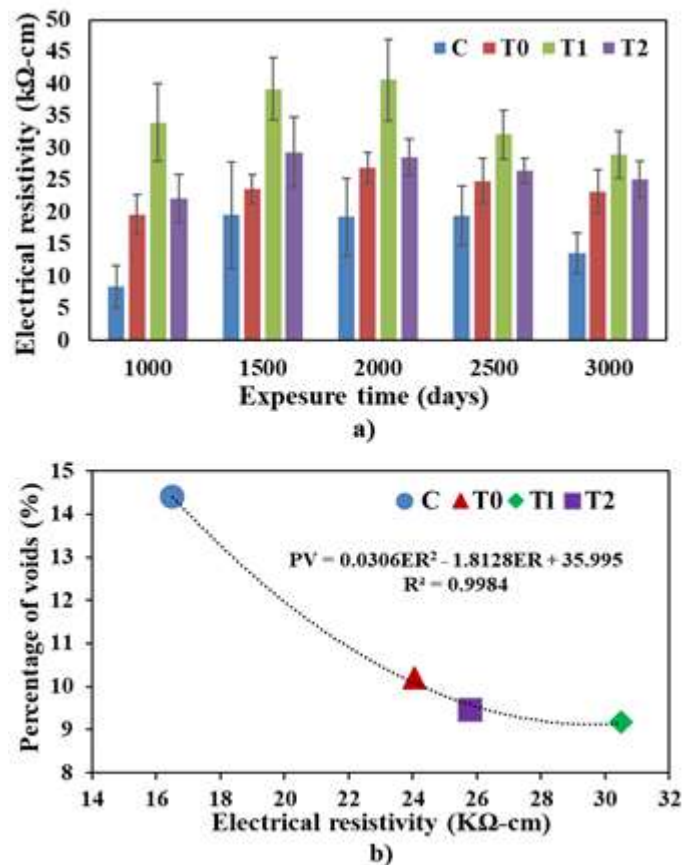 50
45
40
35
30
25
20
15
10
5
0
Electrical resistivity (kΩ-cm)
C T0 T1 T2
1000 1500 2000 2500 3000
Expesure time (days)
a)
15
14
13
12
11
10
9
8
Percentage of voids (%)
C T0 T1 T2
PV = 0.0306ER² - 1.8128ER + 35.995
R² = 0.9984
14 16 18 20 22 24 26 28 30 32
Electrical resistivity (KΩ-cm)
b)